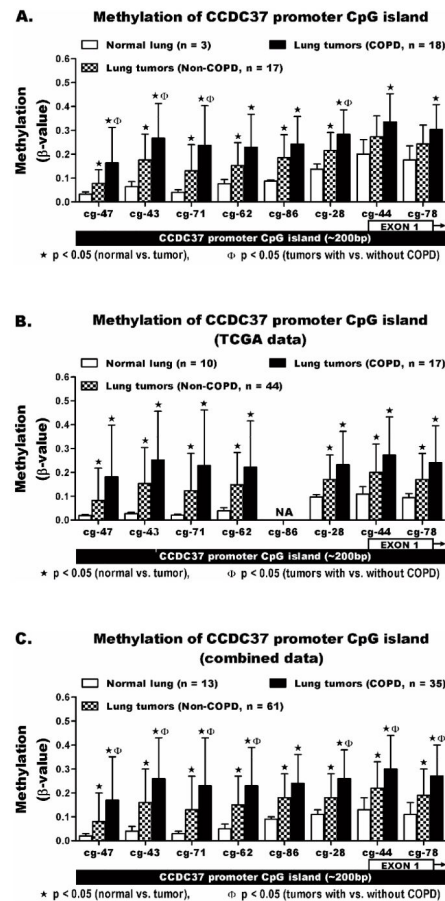 A. Methylation of CCDC37 promoter CpG island
Normal lung (n = 3) Lung tumors (COPD, n = 18)
Lung tumors (Non-COPD, n = 17)
Methylation
(β-value)
0.6
0.5
0.4
0.3
0.2
0.1
0.0
★ ★Φ ★ ★Φ ★ ★Φ ★ ★ ★ ★ ★ ★Φ ★ ★
cg-47 cg-43 cg-71 cg-62 cg-86 cg-28 cg-44 cg-78
EXON 1
CCDC37 promoter CpG island (~200bp)
★ p < 0.05 (normal vs. tumor), Φ p < 0.05 (tumors with vs. without COPD)
B. Methylation of CCDC37 promoter CpG island
(TCGA data)
Normal lung (n = 10) Lung tumors (COPD, n = 17)
Lung tumors (Non-COPD, n = 44)
Methylation
(β-value)
0.6
0.5
0.4
0.3
0.2
0.1
0.0
★ ★ ★ ★ ★ ★ ★ ★ NA ★ ★ ★ ★ ★ ★
cg-47 cg-43 cg-71 cg-62 cg-86 cg-28 cg-44 cg-78
EXON 1
CCDC37 promoter CpG island (~200bp)
★ p < 0.05 (normal vs. tumor), Φ p < 0.05 (tumors with vs. without COPD)
C. Methylation of CCDC37 promoter CpG island
(combined data)
Normal lung (n = 13) Lung tumors (COPD, n = 35)
Lung tumors (Non-COPD, n = 61)
Methylation
(β-value)
0.6
0.5
0.4
0.3
0.2
0.1
0.0
★ ★Φ ★ ★Φ ★ ★Φ ★ ★Φ ★ ★ ★ ★Φ ★ ★Φ ★ ★Φ
cg-47 cg-43 cg-71 cg-62 cg-86 cg-28 cg-44 cg-78
EXON 1
CCDC37 promoter CpG island (~200bp)
★ p < 0.05 (normal vs. tumor), Φ p < 0.05 (tumors with vs. without COPD)